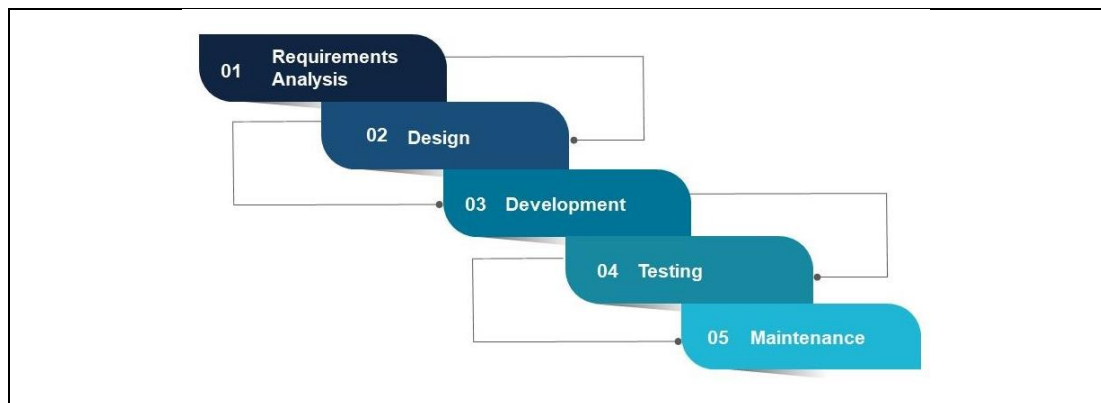 01 Requirements
Analysis
02 Design
03 Development
04 Testing
05 Maintenance